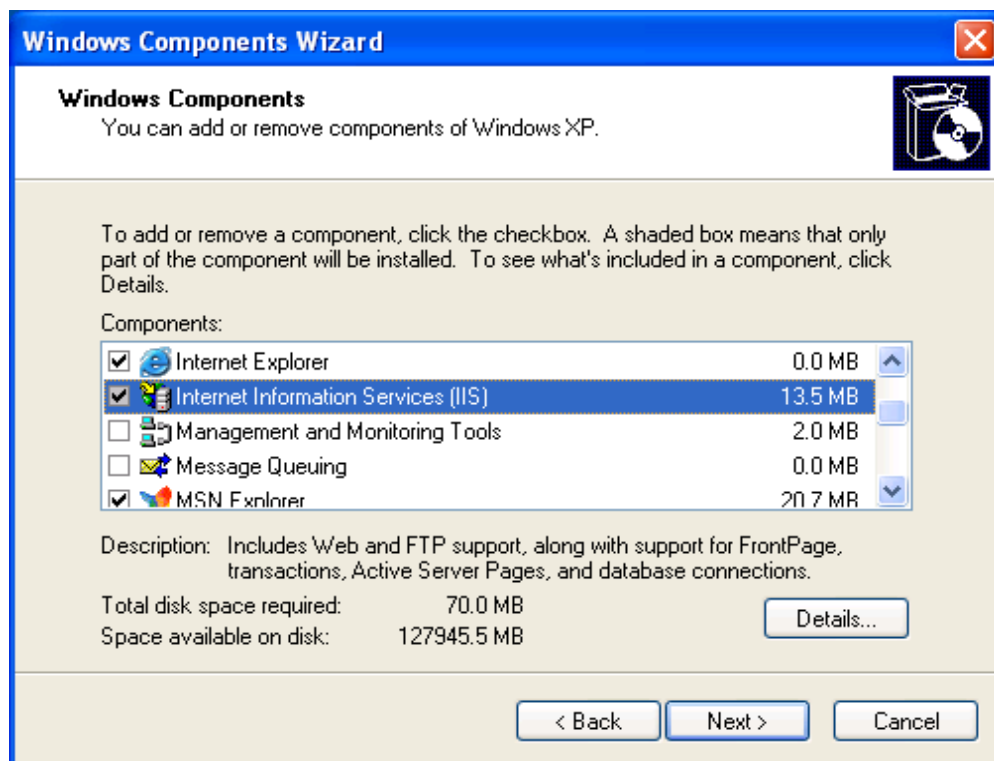 Windows Components Wizard
Windows Components
You can add or remove components of Windows XP.
To add or remove a component, click the checkbox. A shaded box means that only
part of the component will be installed. To see what's included in a component, click
Details.
Components:
Internet Explorer 0.0 MB
Internet Information Services (IIS) 13.5 MB
Management and Monitoring Tools 2.0 MB
Message Queuing 0.0 MB
MSN Explorer 20.7 MB
Description: Includes Web and FTP support, along with support for FrontPage,
transactions, Active Server Pages, and database connections.
Total disk space required: 70.0 MB
Space available on disk: 127945.5 MB
Details...
< Back Next > Cancel